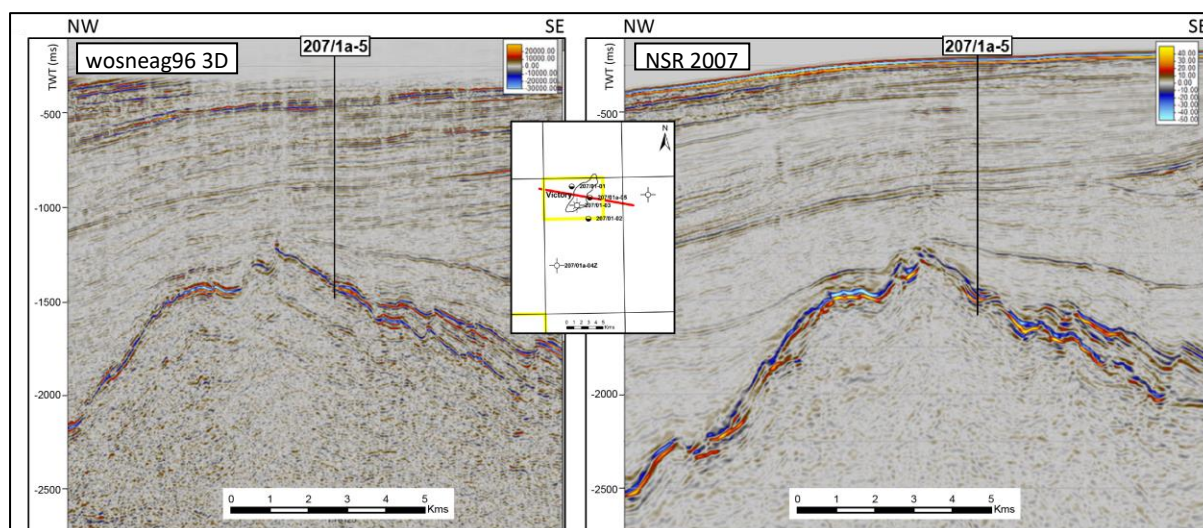 NW
SE
NW
SE
207/1a-5
207/1a-5
wosneag96 3D
NSR 2007
TWT (ms)
TWT (ms)
20000.00
10000.00
0.00
-10000.00
-20000.00
-30000.00
40.00
30.00
20.00
10.00
0.00
-10.00
-20.00
-30.00
-40.00
-50.00
-60.00
-500
-1000
-1500
-2000
-2500
-500
-1000
-1500
-2000
-2500
N
207/01-01
Victory
207/01a-05
207/01-03
207/01-02
207/01a-04Z
0 1 2 3 4 5
Kms
0 1 2 3 4 5
Kms
0 1 2 3 4 5
Kms